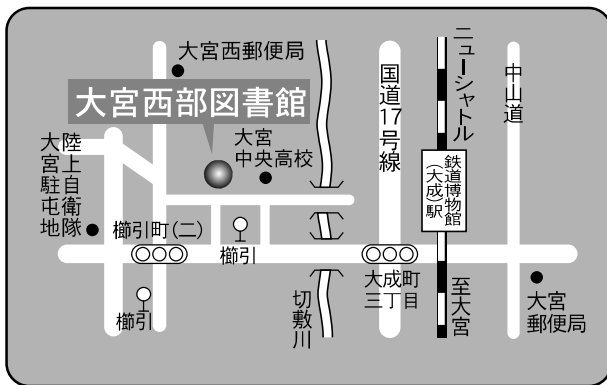 大宮西郵便局
大宮西部図書館
大宮
中央高校
陸上自衛隊
大宮駐屯地
櫛引町(二)
櫛引
櫛引
切敷川
国道17号線
大成町
三丁目
ニューシャトル
鉄道博物館
(大成)駅
至大宮
中山道
大宮
郵便局